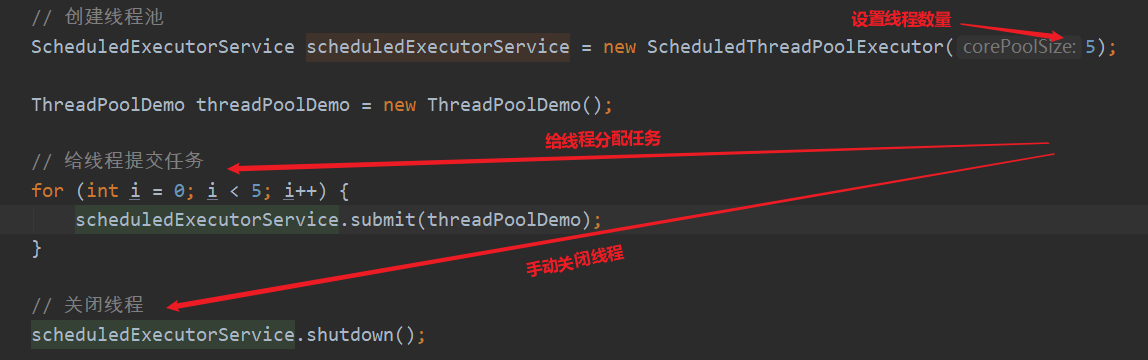 // 创建线程池
设置线程数量
ScheduledExecutorService scheduledExecutorService = new ScheduledThreadPoolExecutor( corePoolSize: 5);
ThreadPoolDemo threadPoolDemo = new ThreadPoolDemo();
给线程分配任务
// 给线程提交任务
for (int i = 0; i < 5; i++) {
scheduledExecutorService.submit(threadPoolDemo);
}
手动关闭线程
// 关闭线程
scheduledExecutorService.shutdown();